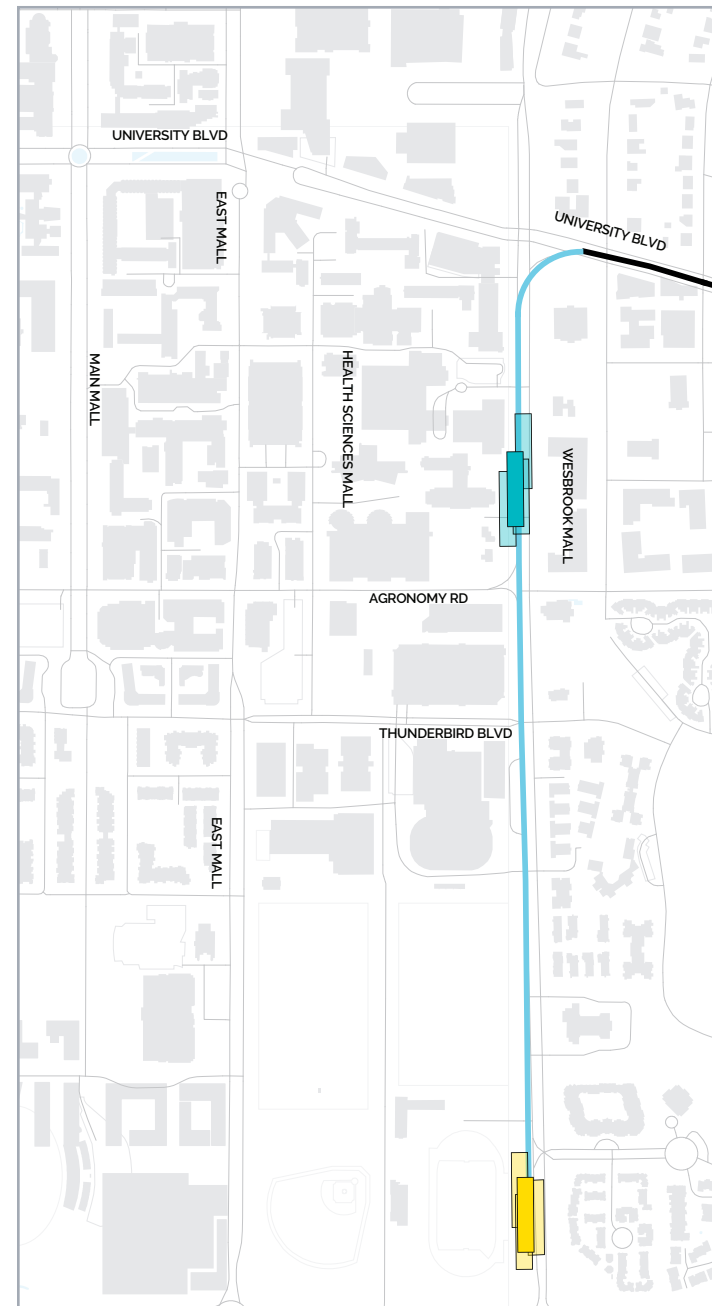 UNIVERSITY BLVD
EAST MALL
UNIVERSITY BLVD
MAIN MALL
HEALTH SCIENCES MALL
WESBROOK MALL
AGRONOMY RD
THUNDERBIRD BLVD
EAST MALL